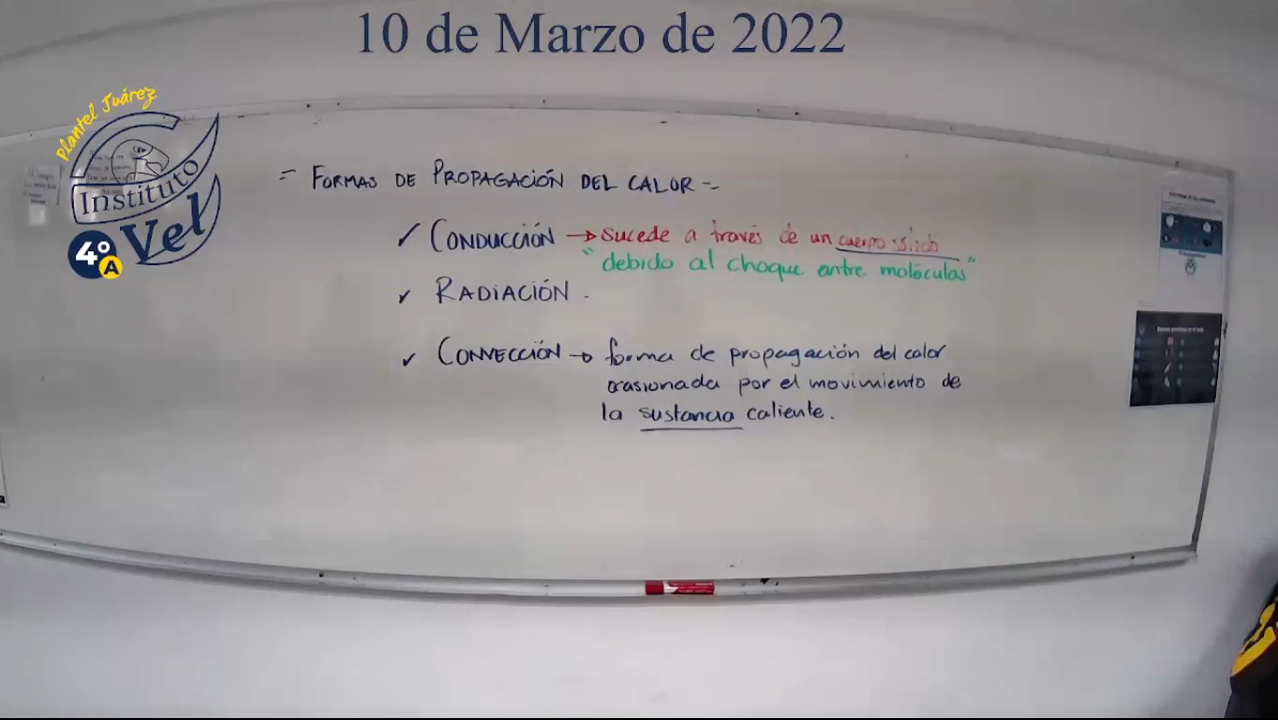 10 de Marzo de 2022
Plantel Juárez
Instituto
Vel
4°
A
= FORMAS DE PROPAGACIÓN DEL CALOR =
✓ CONDUCCIÓN → sucede a través de un cuerpo sólido
"debido al choque entre moléculas"
✓ RADIACIÓN.
✓ CONVECCIÓN → forma de propagación del calor
ocasionada por el movimiento de
la sustancia caliente.